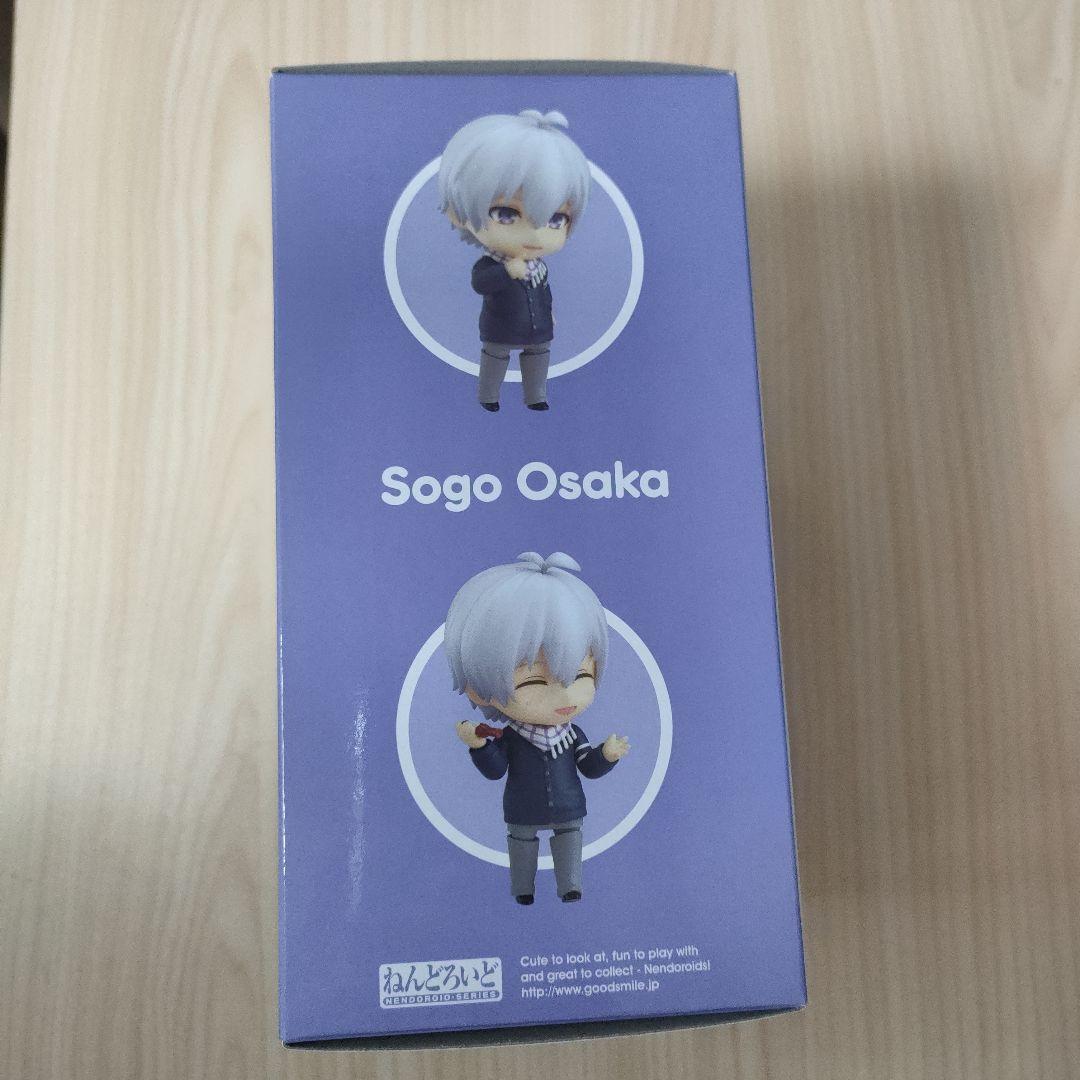 Sogo Osaka
ねんどろいど
NENDOROID・SERIES
Cute to look at, fun to play with
and great to collect - Nendoroids!
http://www.goodsmile.jp